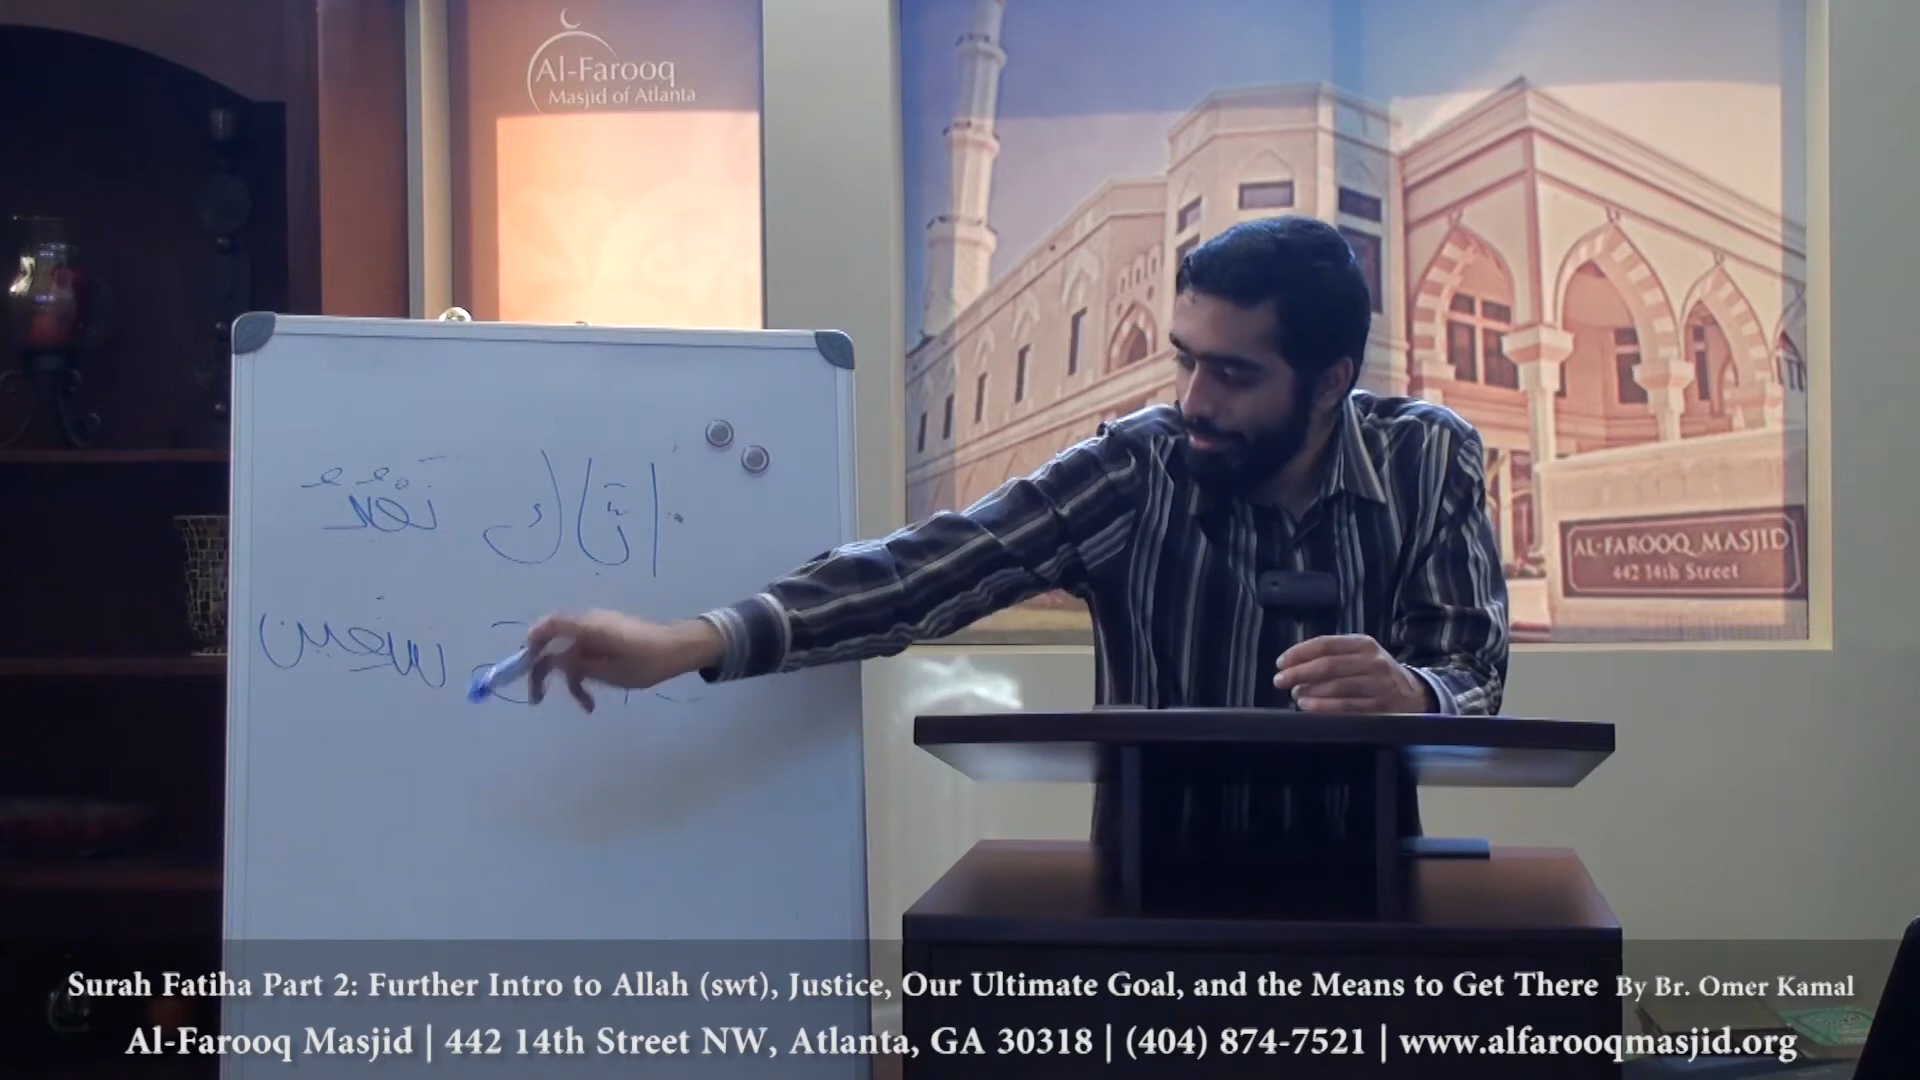 Al-Farooq
Masjid of Atlanta
إيّاك نعبدُ
نستعين
AL-FAROOQ MASJID
442 14th Street
Surah Fatiha Part 2: Further Intro to Allah (swt), Justice, Our Ultimate Goal, and the Means to Get There By Br. Omer Kamal
Al-Farooq Masjid | 442 14th Street NW, Atlanta, GA 30318 | (404) 874-7521 | www.alfarooqmasjid.org